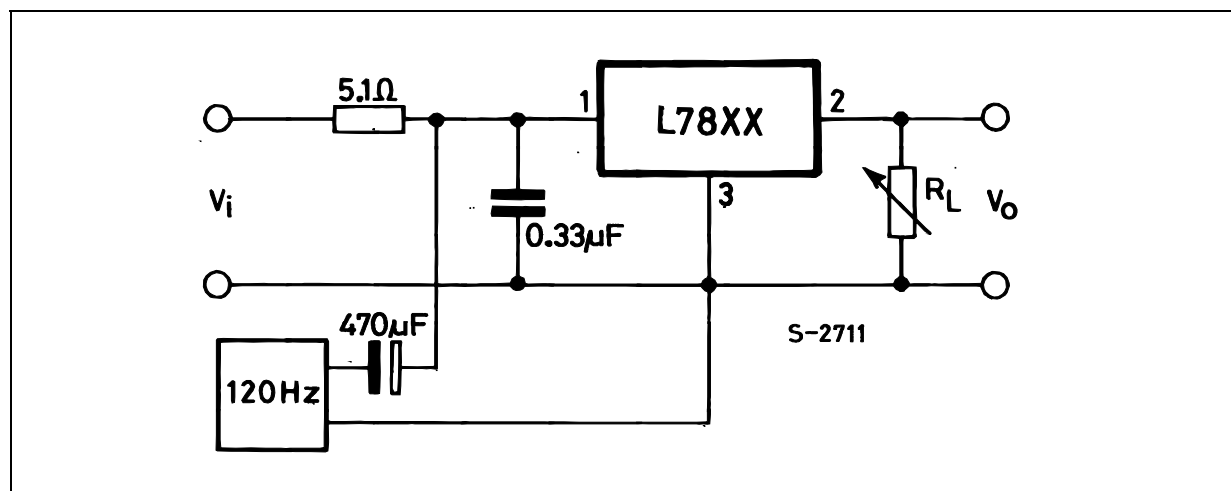 5.1Ω
1
L78XX
2
3
Vi
0.33μF
RL
Vo
470μF
S-2711
120Hz